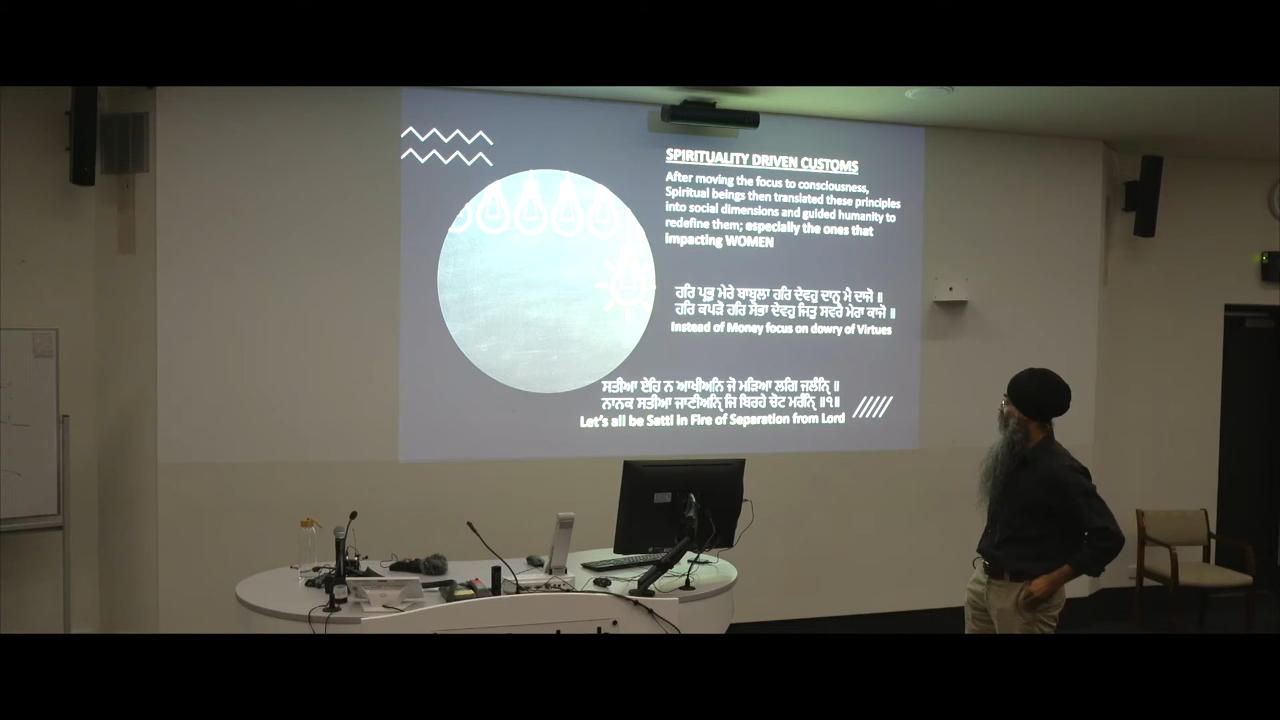 SPIRITUALITY DRIVEN CUSTOMS
After moving the focus to consciousness,
Spiritual beings then translated these principles
into social dimensions and guided humanity to
redefine them; especially the ones that
impacting WOMEN
ਹਰਿ ਪ੍ਰਭੁ ਮੇਰੇ ਬਾਬੁਲਾ ਹਰਿ ਦੇਵਹੁ ਦਾਨੁ ਮੈ ਦਾਜੋ ॥
ਹਰਿ ਕਪੜੋ ਹਰਿ ਸੋਭਾ ਦੇਵਹੁ ਜਿਤੁ ਸਵਰੈ ਮੇਰਾ ਕਾਜੋ ॥
Instead of Money focus on dowry of Virtues
ਸਤੀਆ ਏਹਿ ਨ ਆਖੀਅਨਿ ਜੋ ਮੜਿਆ ਲਗਿ ਜਲੰਨ੍ਹਿ ॥
ਨਾਨਕ ਸਤੀਆ ਜਾਣੀਅਨ੍ਹਿ ਜਿ ਬਿਰਹੇ ਚੋਟ ਮਰੰਨ੍ਹਿ ॥੧॥
Let's all be Satti in Fire of Separation from Lord